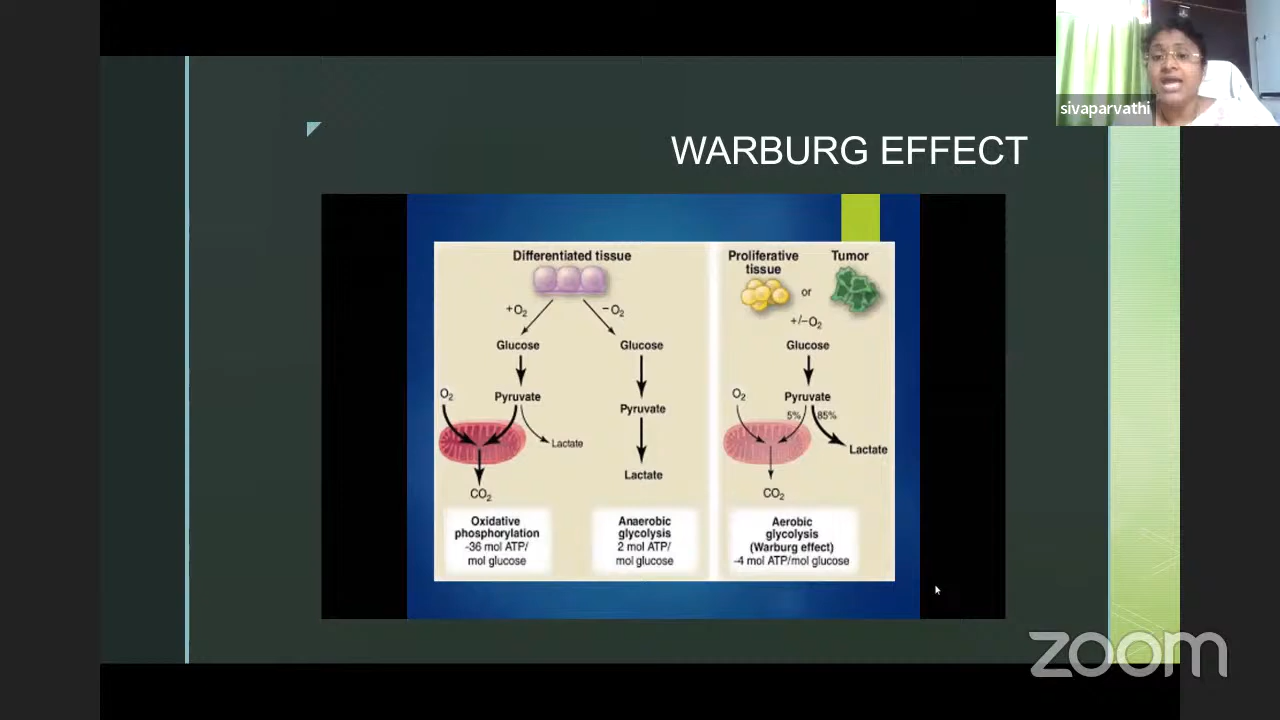 sivaparvathi
WARBURG EFFECT
Differentiated tissue
+O₂
−O₂
Glucose
Glucose
O₂
Pyruvate
Pyruvate
Lactate
Lactate
CO₂
Oxidative
phosphorylation
-36 mol ATP/
mol glucose
Anaerobic
glycolysis
2 mol ATP/
mol glucose
Proliferative
tissue
or
Tumor
+/−O₂
Glucose
O₂
Pyruvate
5%
85%
Lactate
CO₂
Aerobic
glycolysis
(Warburg effect)
-4 mol ATP/mol glucose
zoom